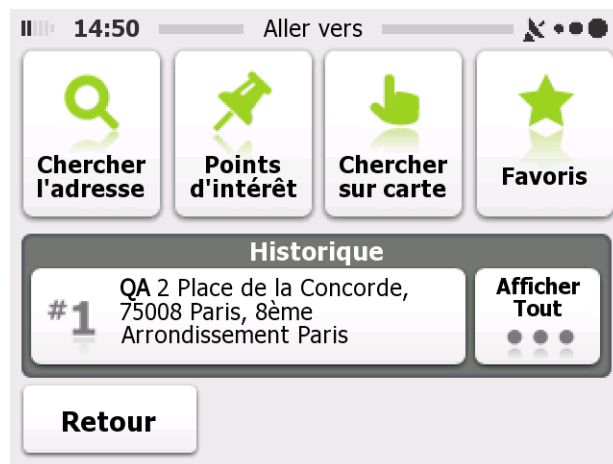 14:50 Aller vers
Chercher l'adresse
Points d'intérêt
Chercher sur carte
Favoris
Historique
#1
QA 2 Place de la Concorde,
75008 Paris, 8ème
Arrondissement Paris
Afficher
Tout
Retour